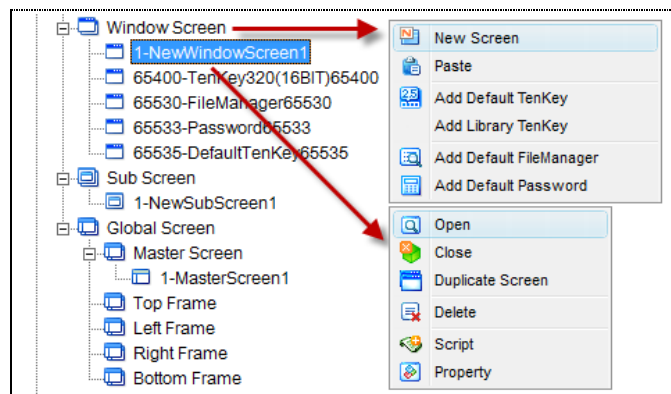 Window Screen
1-NewWindowScreen1
65400-TenKey320(16BIT)65400
65530-FileManager65530
65533-Password65533
65535-DefaultTenKey65535
Sub Screen
1-NewSubScreen1
Global Screen
Master Screen
1-MasterScreen1
Top Frame
Left Frame
Right Frame
Bottom Frame
New Screen
Paste
Add Default TenKey
Add Library TenKey
Add Default FileManager
Add Default Password
Open
Close
Duplicate Screen
Delete
Script
Property